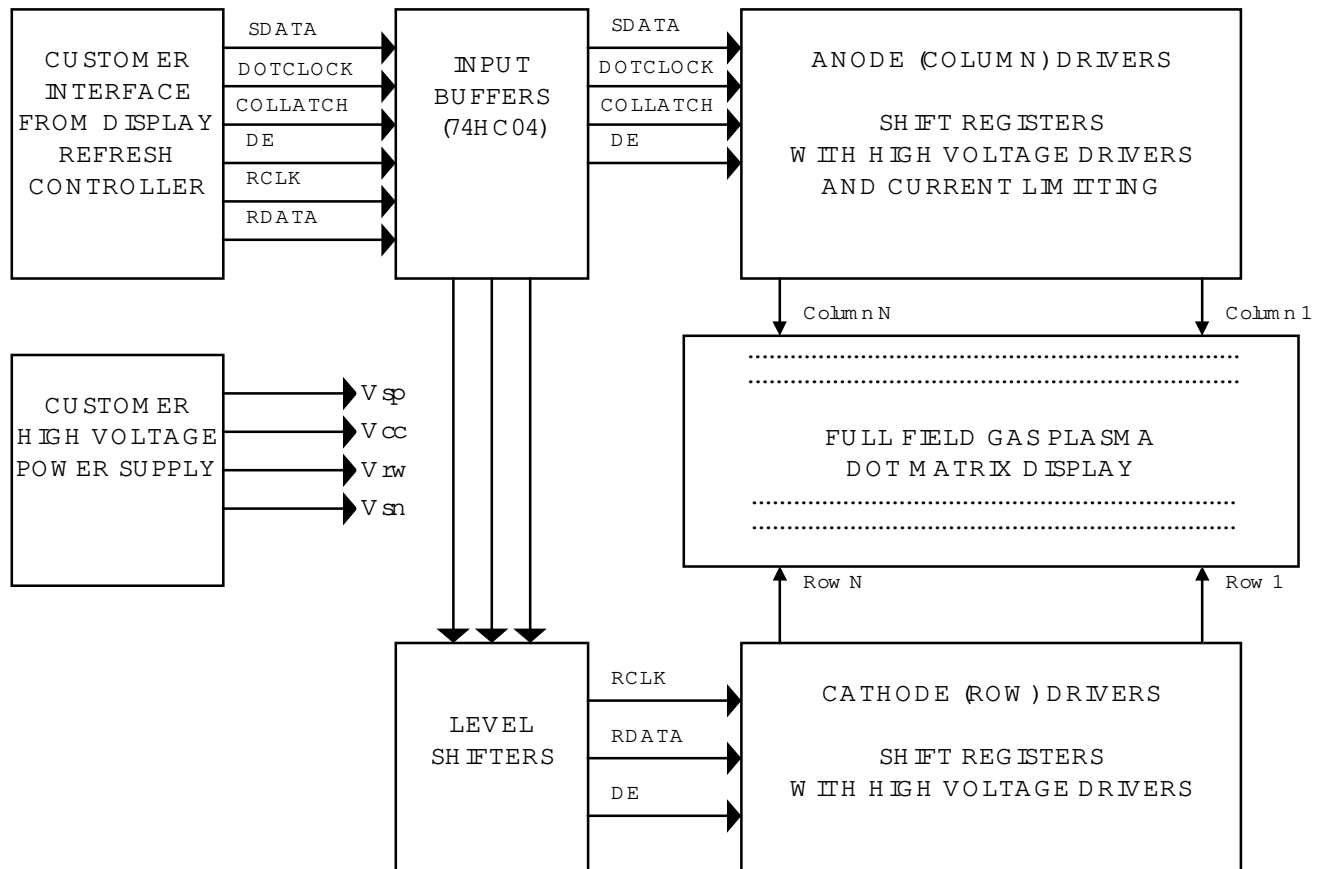 CUSTOMER
INTERFACE
FROM DISPLAY
REFRESH
CONTROLLER
SDATA
DOTCLOCK
COLLATCH
DE
RCLK
RDATA
INPUT
BUFFERS
(74HC04)
SDATA
DOTCLOCK
COLLATCH
DE
ANODE (COLUMN) DRIVERS
SHIFT REGISTERS
WITH HIGH VOLTAGE DRIVERS
AND CURRENT LIMITTING
Column N
Column 1
CUSTOMER
HIGH VOLTAGE
POWER SUPPLY
Vsp
Vcc
Vrw
Vsn
FULL FIELD GAS PLASMA
DOT MATRIX DISPLAY
Row N
Row 1
LEVEL
SHIFTERS
RCLK
RDATA
DE
CATHODE (ROW) DRIVERS
SHIFT REGISTERS
WITH HIGH VOLTAGE DRIVERS